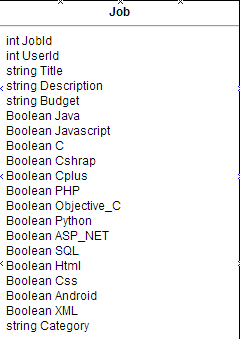 Job
int JobId
int UserId
string Title
string Description
string Budget
Boolean Java
Boolean Javascript
Boolean C
Boolean Cshrap
Boolean Cplus
Boolean PHP
Boolean Objective_C
Boolean Python
Boolean ASP_NET
Boolean SQL
Boolean Html
Boolean Css
Boolean Android
Boolean XML
string Category